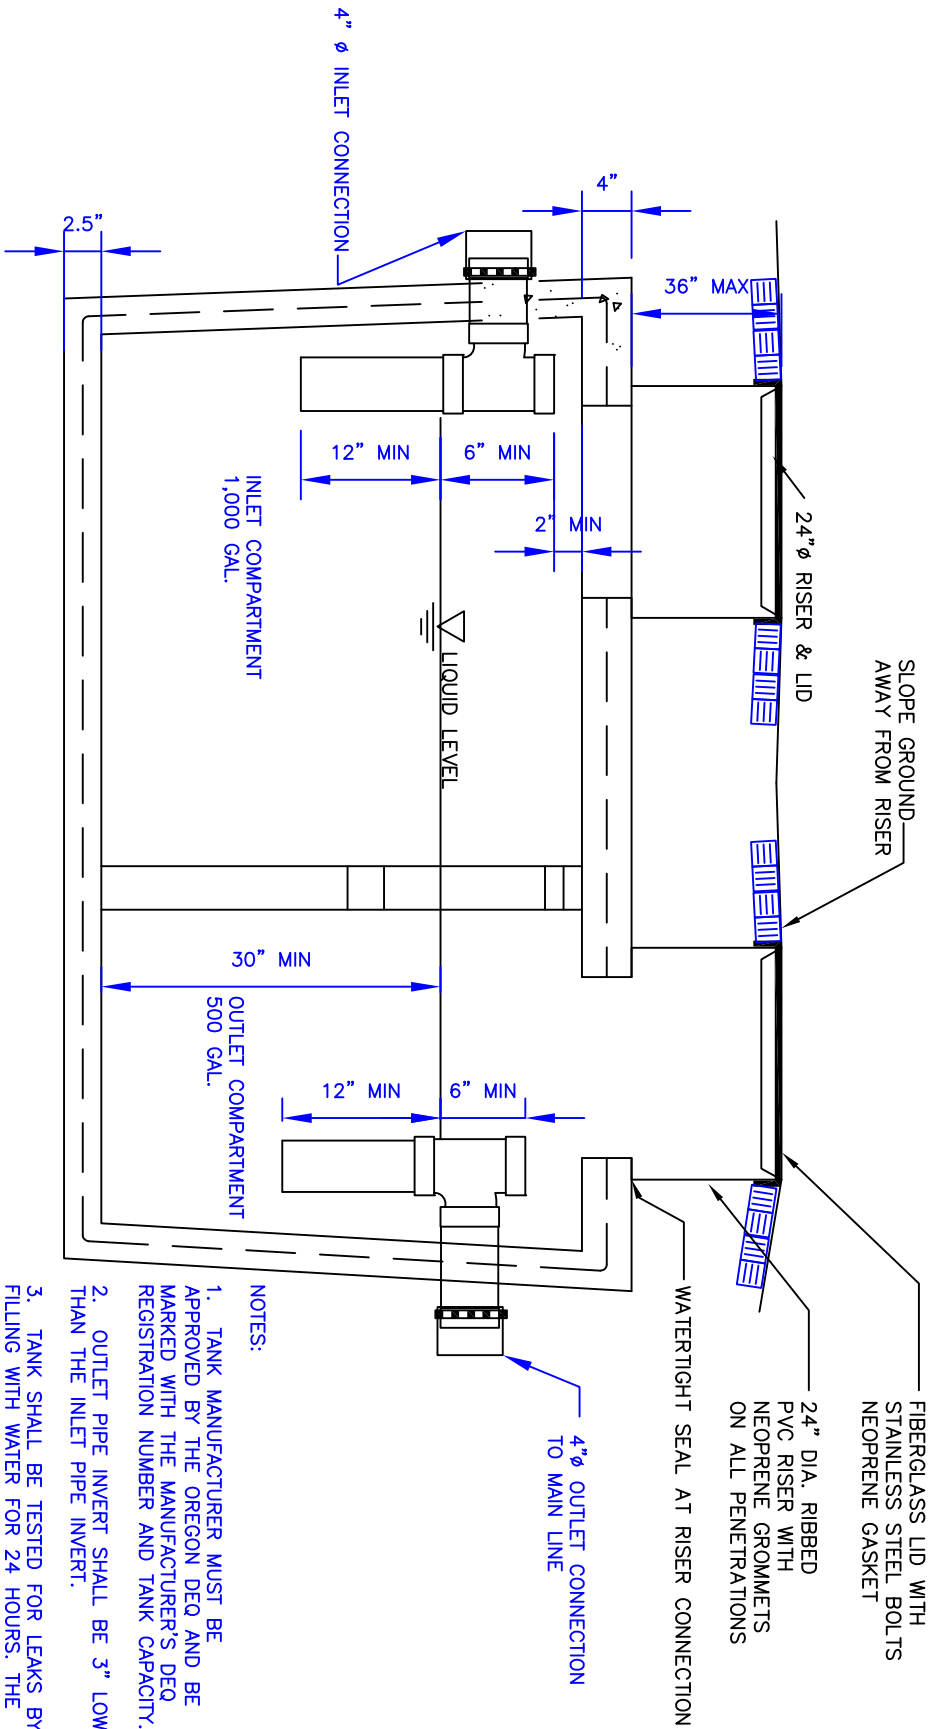 SLOPE GROUND
AWAY FROM RISER
FIBERGLASS LID WITH
STAINLESS STEEL BOLTS
NEOPRENE GASKET
24"ø RISER & LID
24" DIA. RIBBED
PVC RISER WITH
NEOPRENE GROMMETS
ON ALL PENETRATIONS
36" MAX
4"
WATERTIGHT SEAL AT RISER CONNECTION
2" MIN
4"ø OUTLET CONNECTION
TO MAIN LINE
6" MIN
6" MIN
LIQUID LEVEL
12" MIN
12" MIN
4" ø INLET CONNECTION
30" MIN
INLET COMPARTMENT
1,000 GAL.
OUTLET COMPARTMENT
500 GAL.
2.5"
NOTES:
1. TANK MANUFACTURER MUST BE
APPROVED BY THE OREGON DEQ AND BE
MARKED WITH THE MANUFACTURER'S DEQ
REGISTRATION NUMBER AND TANK CAPACITY.
2. OUTLET PIPE INVERT SHALL BE 3" LOW
THAN THE INLET PIPE INVERT.
3. TANK SHALL BE TESTED FOR LEAKS BY
FILLING WITH WATER FOR 24 HOURS. THE